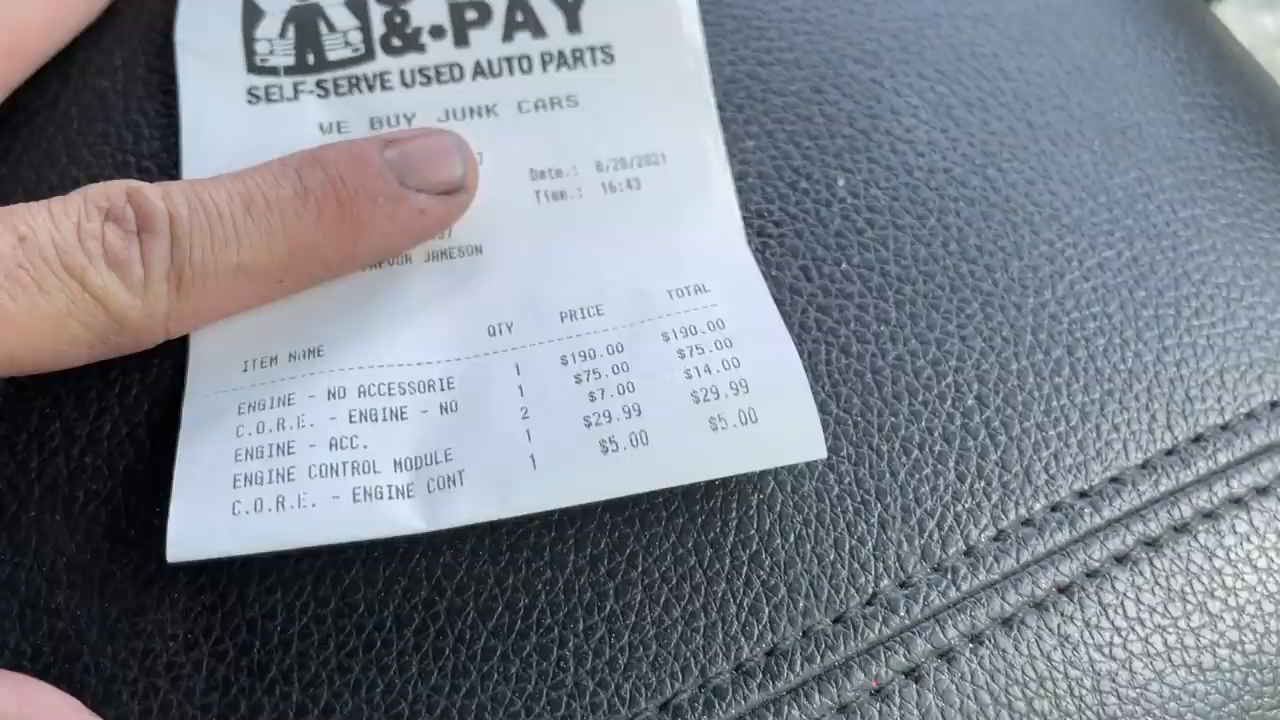 &·PAY
SELF-SERVE USED AUTO PARTS
WE BUY JUNK CARS
7 Date.: 8/20/2021
Time.: 16:43
JAMESON
ITEM NAME QTY PRICE TOTAL
ENGINE - NO ACCESSORIE 1 $190.00 $190.00
C.O.R.E. - ENGINE - NO 1 $75.00 $75.00
ENGINE - ACC. 2 $7.00 $14.00
ENGINE CONTROL MODULE 1 $29.99 $29.99
C.O.R.E. - ENGINE CONT 1 $5.00 $5.00